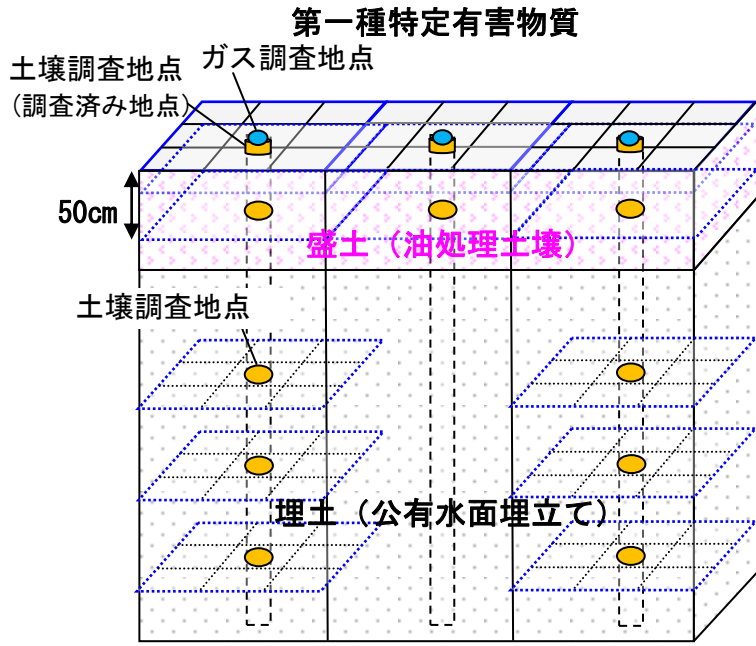 第一種特定有害物質
ガス調査地点
土壌調査地点
(調査済み地点)
50cm
盛土（油処理土壌）
土壌調査地点
埋土（公有水面埋立て）